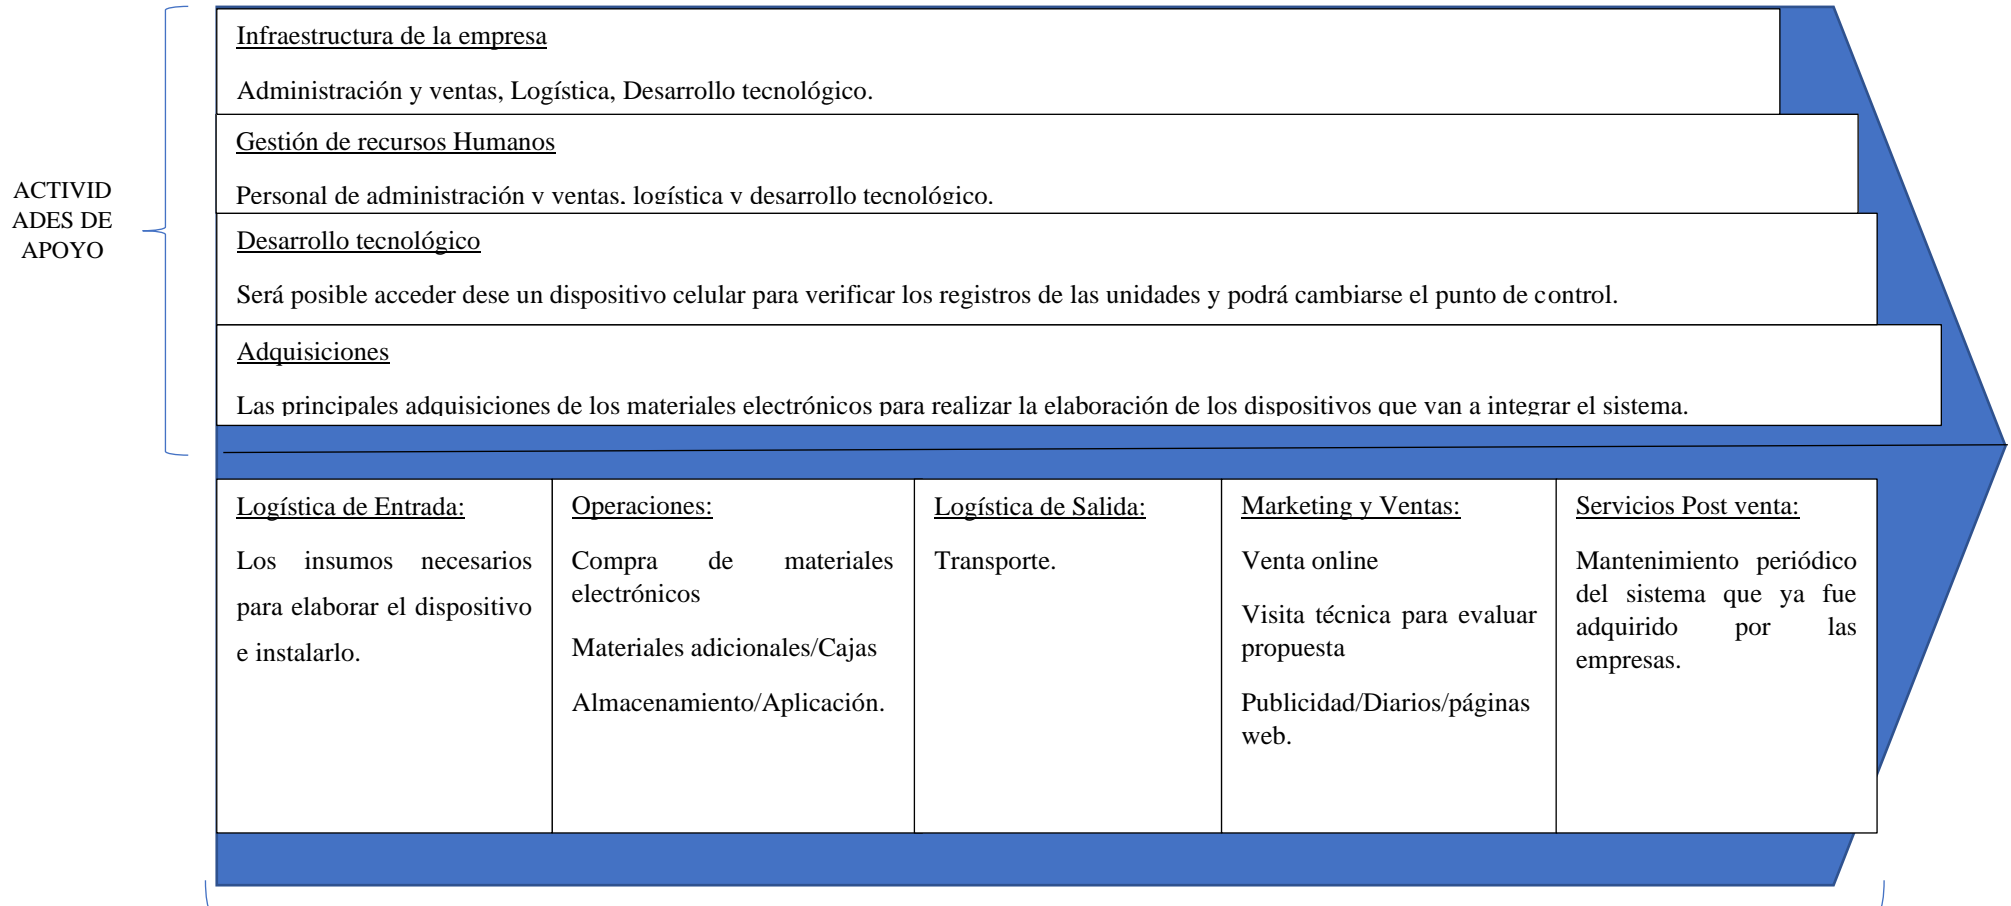 Infraestructura de la empresa
Administración y ventas, Logística, Desarrollo tecnológico.
Gestión de recursos Humanos
Personal de administración y ventas, logística y desarrollo tecnológico.
ACTIVID
ADES DE
APOYO
Desarrollo tecnológico
Será posible acceder dese un dispositivo celular para verificar los registros de las unidades y podrá cambiarse el punto de control.
Adquisiciones
Las principales adquisiciones de los materiales electrónicos para realizar la elaboración de los dispositivos que van a integrar el sistema.
Logística de Entrada:
Los insumos necesarios
para elaborar el dispositivo
e instalarlo.
Operaciones:
Compra de materiales
electrónicos
Materiales adicionales/Cajas
Almacenamiento/Aplicación.
Logística de Salida:
Transporte.
Marketing y Ventas:
Venta online
Visita técnica para evaluar
propuesta
Publicidad/Diarios/páginas
web.
Servicios Post venta:
Mantenimiento periódico
del sistema que ya fue
adquirido por las
empresas.